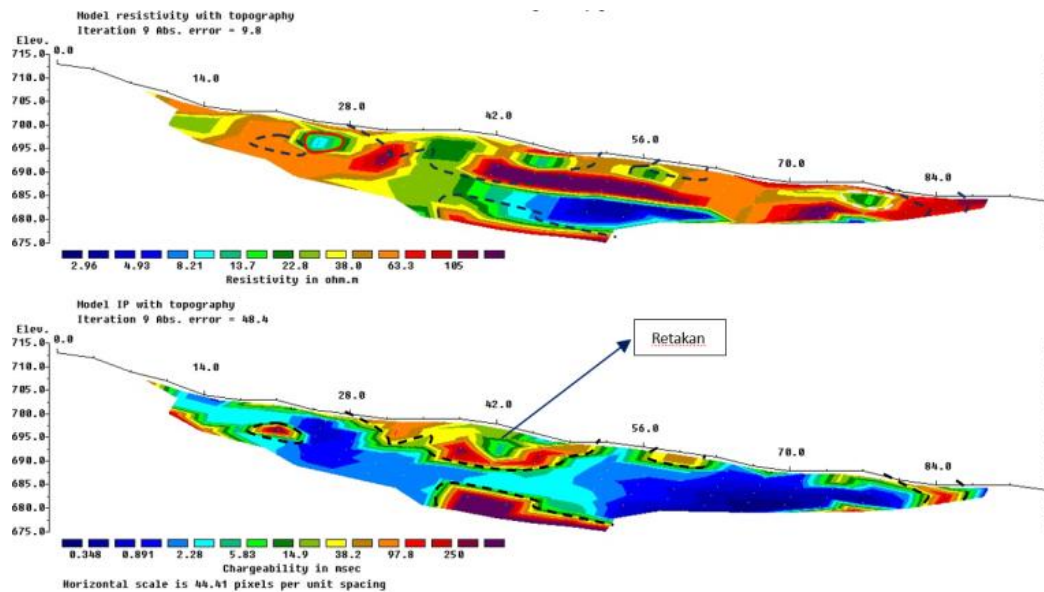 Model resistivity with topography
Iteration 9 Abs. error = 9.8
Elev.
715.0
0.0
710.0
14.0
705.0
28.0
700.0
42.0
695.0
56.0
690.0
70.0
685.0
84.0
680.0
675.0
2.96 4.93 8.21 13.7 22.8 38.0 63.3 105
Resistivity in ohm.m
Model IP with topography
Iteration 9 Abs. error = 48.4
Elev.
715.0
0.0
Retakan
710.0
14.0
705.0
28.0
700.0
42.0
695.0
56.0
690.0
70.0
685.0
84.0
680.0
675.0
0.348 0.891 2.28 5.83 14.9 38.2 97.8 250
Chargeability in msec
Horizontal scale is 44.41 pixels per unit spacing